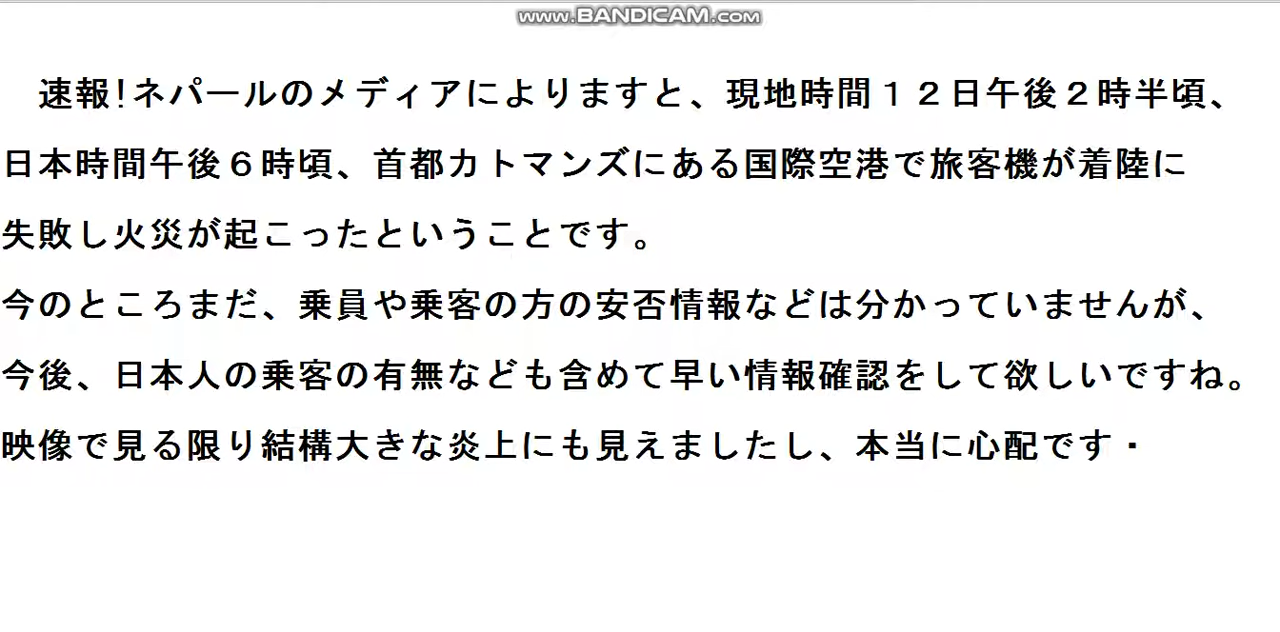 www.BANDICAM.com
速報!ネパールのメディアによりますと、現地時間１２日午後２時半頃、
日本時間午後６時頃、首都カトマンズにある国際空港で旅客機が着陸に
失敗し火災が起こったということです。
今のところまだ、乗員や乗客の方の安否情報などは分かっていませんが、
今後、日本人の乗客の有無なども含めて早い情報確認をして欲しいですね。
映像で見る限り結構大きな炎上にも見えましたし、本当に心配です・